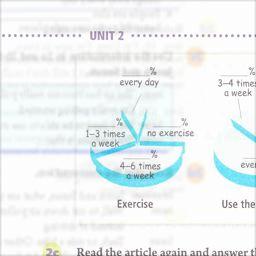 UNIT 2
%
every day
%
3–4 times
a week
%
1–3 times
a week
%
no exercise
%
4–6 times
a week
Exercise
Use the
2c Read the article again and answer